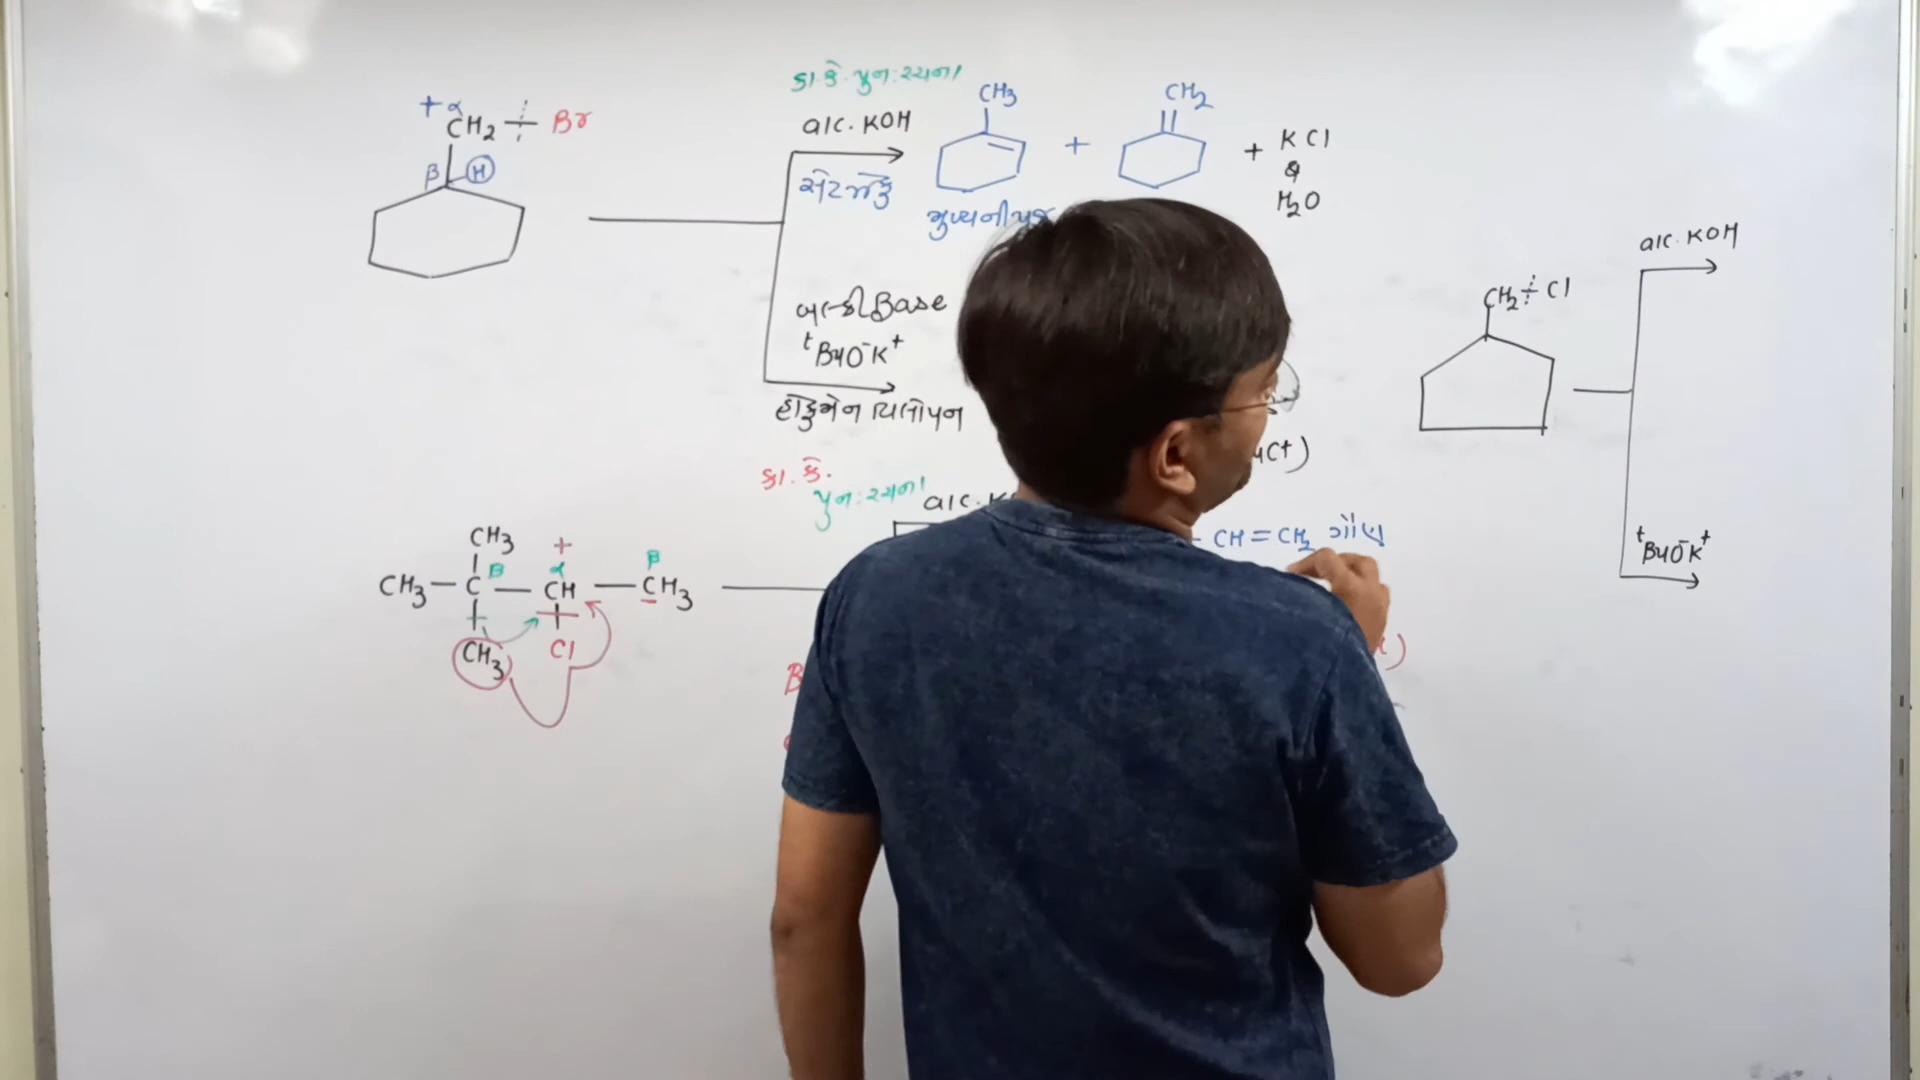 + α
CH2 Br
β H
કા.કે. પુનઃરચના
alc. KOH
સેટઝેફ
CH3
+
CH2
+ KCl
&
H2O
મુખ્યનીપજ
બલ્કી Base
tBuO-K+
હોફમેન વિલોપન
કા.કે.
પુનઃરચના
alc.
CH3
CH3 — C — CH — CH3
β + α β
CH3 Cl
CH = CH2 ગૌણ
CH2 Cl
alc. KOH
tBuO-K+